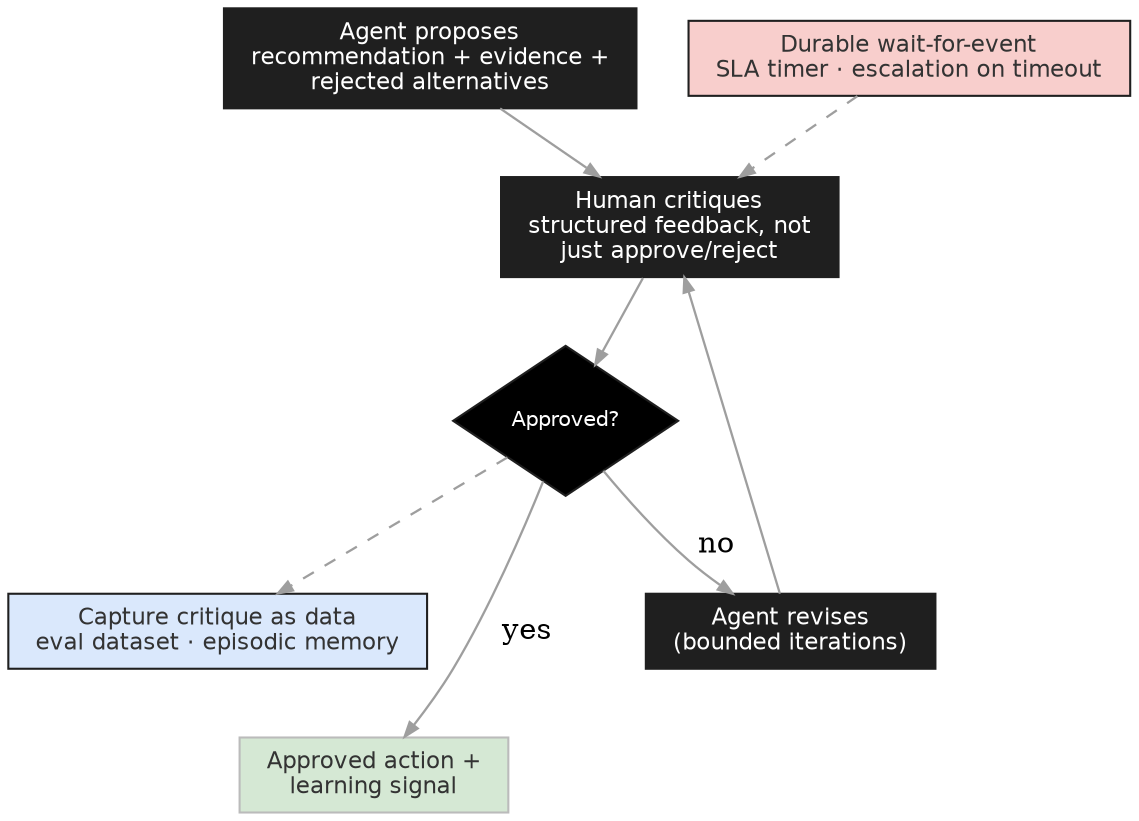 Agent proposes
recommendation + evidence +
rejected alternatives
Durable wait-for-event
SLA timer · escalation on timeout
Human critiques
structured feedback, not
just approve/reject
Approved?
no
Capture critique as data
eval dataset · episodic memory
yes
Agent revises
(bounded iterations)
Approved action +
learning signal